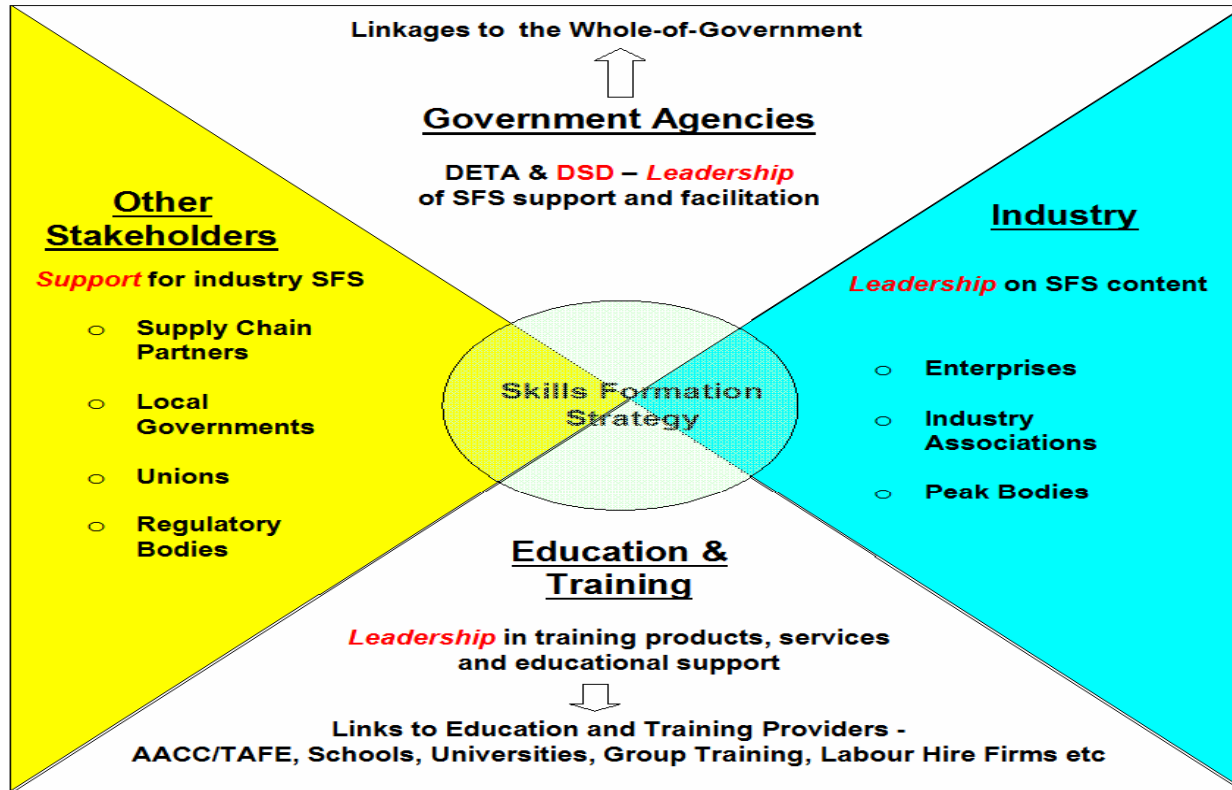 Linkages to the Whole-of-Government
Government Agencies
DETA & DSD – Leadership
of SFS support and facilitation
Other
Stakeholders
Support for industry SFS
o Supply Chain
Partners
o Local
Governments
o Unions
o Regulatory
Bodies
Industry
Leadership on SFS content
o Enterprises
o Industry
Associations
o Peak Bodies
Skills Formation
Strategy
Education &
Training
Leadership in training products, services
and educational support
Links to Education and Training Providers -
AACC/TAFE, Schools, Universities, Group Training, Labour Hire Firms etc